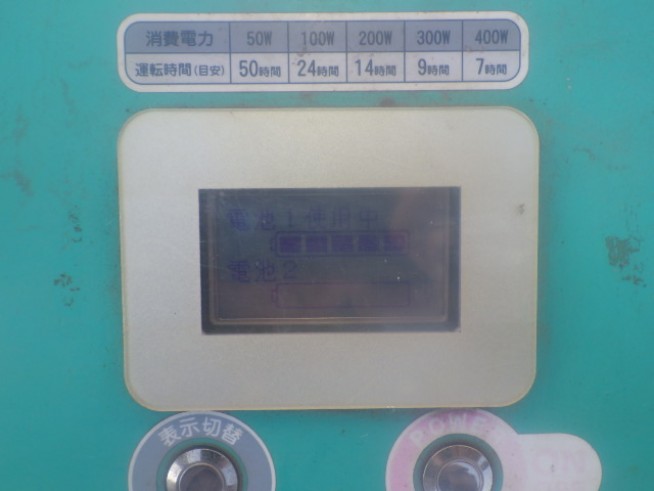 消費電力 50W 100W 200W 300W 400W
運転時間(目安) 50時間 24時間 14時間 9時間 7時間
電池1使用中
電池2
表示切替
POWER
ON